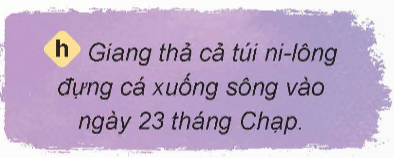 h Giang thả cả túi ni-lông
đựng cá xuống sông vào
ngày 23 tháng Chạp.